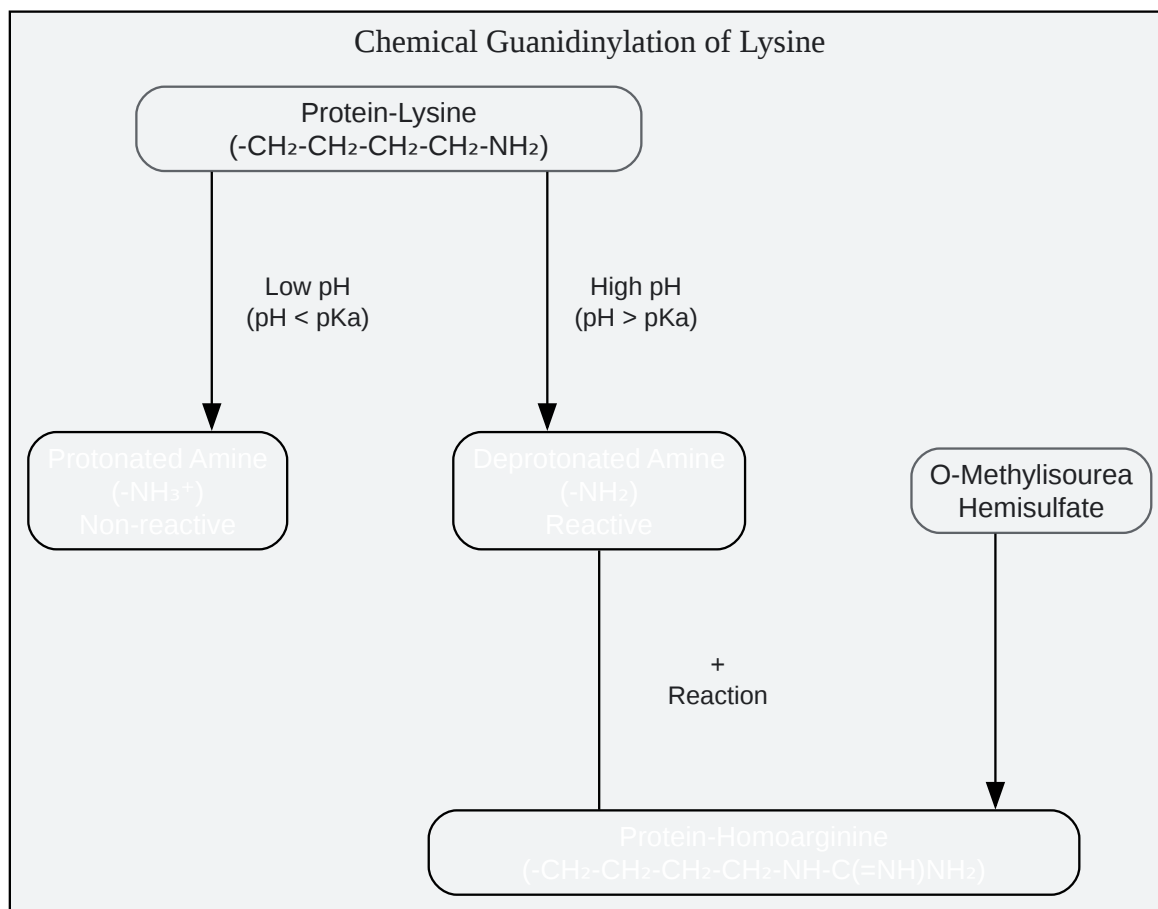 Chemical Guanidinylation of Lysine
Protein-Lysine
(-CH₂-CH₂-CH₂-CH₂-NH₂)
Low pH
(pH < pKa)
High pH
(pH > pKa)
Protonated Amine
(-NH₃⁺)
Non-reactive
Deprotonated Amine
(-NH₂)
Reactive
O-Methylisourea
Hemisulfate
+
Reaction
Protein-Homoarginine
(-CH₂-CH₂-CH₂-CH₂-NH-C(=NH)NH₂)